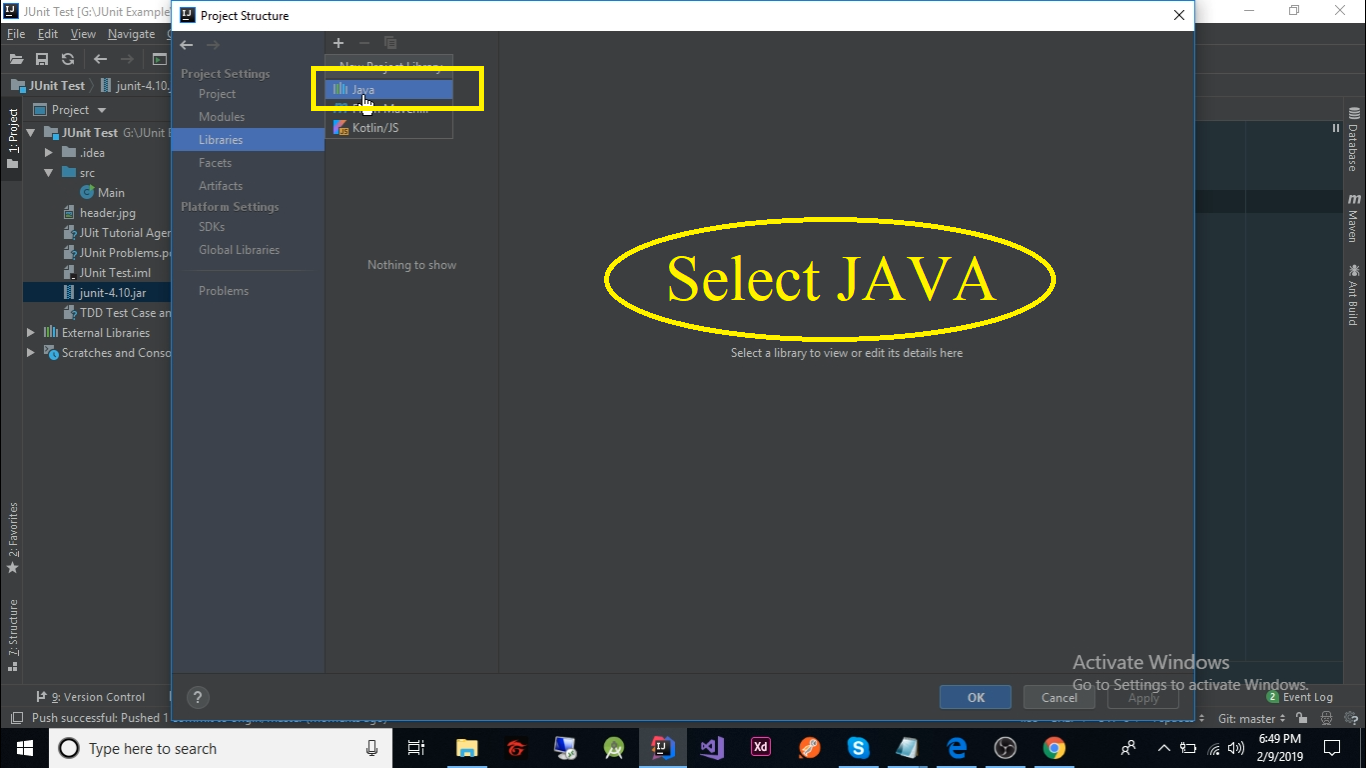 JUnit Test [G:\JUnit Example
Project Structure
File Edit View Navigate
JUnit Test junit-4.10.
Project
JUnit Test G:\JUnit
.idea
src
Main
header.jpg
JUit Tutorial Ager
JUnit Problems.p
JUnit Test.iml
junit-4.10.jar
TDD Test Case an
External Libraries
Scratches and Conso
1: Project
2: Favorites
7: Structure
Project Settings
Project
Modules
Libraries
Facets
Artifacts
Platform Settings
SDKs
Global Libraries
Problems
New Project Library
Java
Kotlin/JS
Nothing to show
Select JAVA
Select a library to view or edit its details here
Database
m Maven
Ant Build
Activate Windows
Go to Settings to activate Windows.
? OK Cancel Apply
9: Version Control
2 Event Log
Push successful: Pushed 1
Git: master
Type here to search
Xd
6:49 PM
2/9/2019